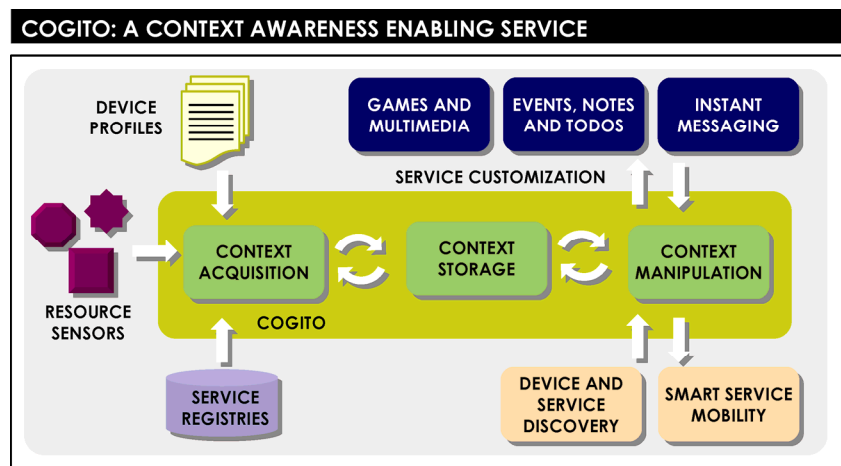 COGITO: A CONTEXT AWARENESS ENABLING SERVICE
DEVICE
PROFILES
GAMES AND
MULTIMEDIA
EVENTS, NOTES
AND TODOS
INSTANT
MESSAGING
SERVICE CUSTOMIZATION
CONTEXT
ACQUISITION
CONTEXT
STORAGE
CONTEXT
MANIPULATION
RESOURCE
SENSORS
COGITO
SERVICE
REGISTRIES
DEVICE AND
SERVICE
DISCOVERY
SMART SERVICE
MOBILITY